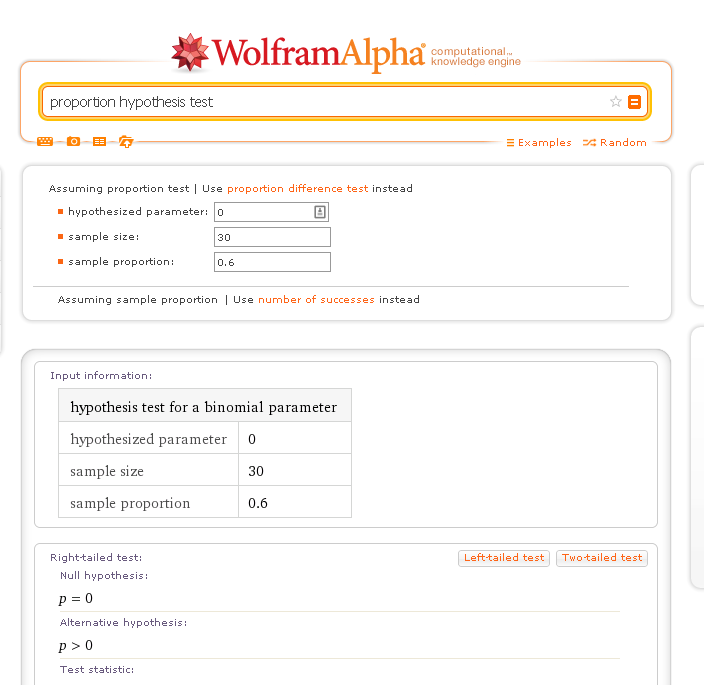 WolframAlpha® computational...
knowledge engine
proportion hypothesis test
Examples Random
Assuming proportion test | Use proportion difference test instead
hypothesized parameter: 0
sample size: 30
sample proportion: 0.6
Assuming sample proportion | Use number of successes instead
Input information:
hypothesis test for a binomial parameter
hypothesized parameter 0
sample size 30
sample proportion 0.6
Right-tailed test: Left-tailed test Two-tailed test
Null hypothesis:
p = 0
Alternative hypothesis:
p > 0
Test statistic: